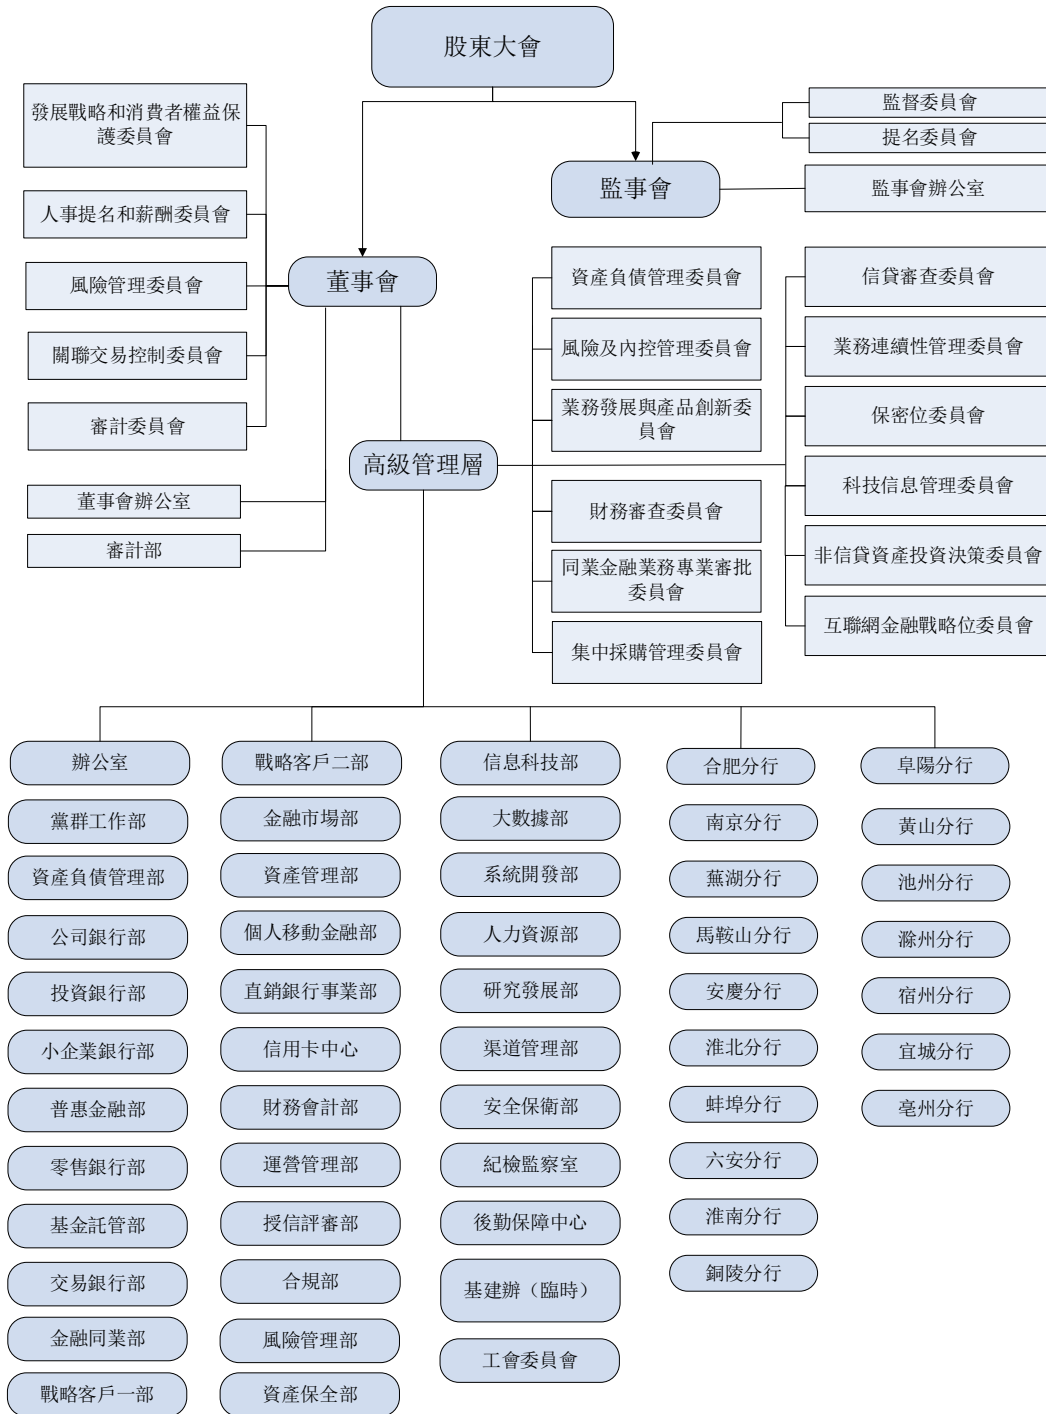 股東大會
發展戰略和消費者權益保
護委員會
人事提名和薪酬委員會
風險管理委員會
關聯交易控制委員會
審計委員會
董事會辦公室
審計部
董事會
監事會
監督委員會
提名委員會
監事會辦公室
高級管理層
資產負債管理委員會
風險及內控管理委員會
業務發展與產品創新委
員會
財務審查委員會
同業金融業務專業審批
委員會
集中採購管理委員會
信貸審查委員會
業務連續性管理委員會
保密位委員會
科技信息管理委員會
非信貸資產投資決策委員會
互聯網金融戰略位委員會
辦公室
黨群工作部
資產負債管理部
公司銀行部
投資銀行部
小企業銀行部
普惠金融部
零售銀行部
基金託管部
交易銀行部
金融同業部
戰略客戶一部
戰略客戶二部
金融市場部
資產管理部
個人移動金融部
直銷銀行事業部
信用卡中心
財務會計部
運營管理部
授信評審部
合規部
風險管理部
資產保全部
信息科技部
大數據部
系統開發部
人力資源部
研究發展部
渠道管理部
安全保衛部
紀檢監察室
後勤保障中心
基建辦（臨時）
工會委員會
合肥分行
南京分行
蕪湖分行
馬鞍山分行
安慶分行
淮北分行
蚌埠分行
六安分行
淮南分行
銅陵分行
阜陽分行
黃山分行
池州分行
滁州分行
宿州分行
宜城分行
亳州分行